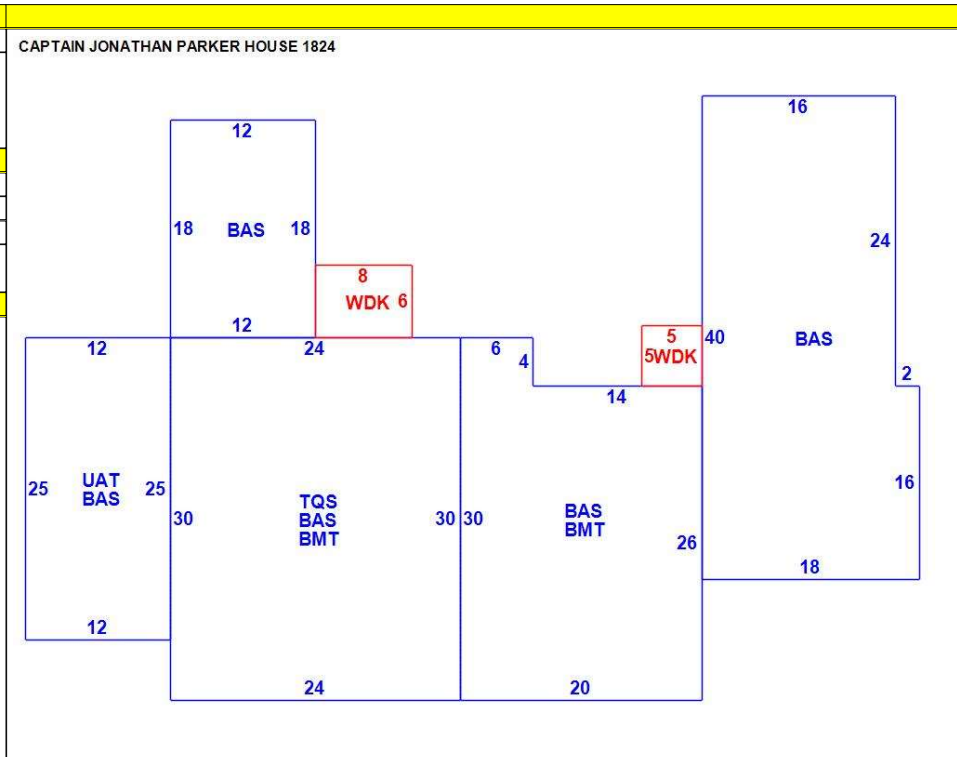 CAPTAIN JONATHAN PARKER HOUSE 1824
16
12
18 BAS 18
24
8
WDK 6
12
5
40
BAS
12
24
6
4
5WDK
2
14
25
UAT
BAS
25
16
30
TQS
BAS
BMT
30
30
BAS
BMT
26
18
12
24
20